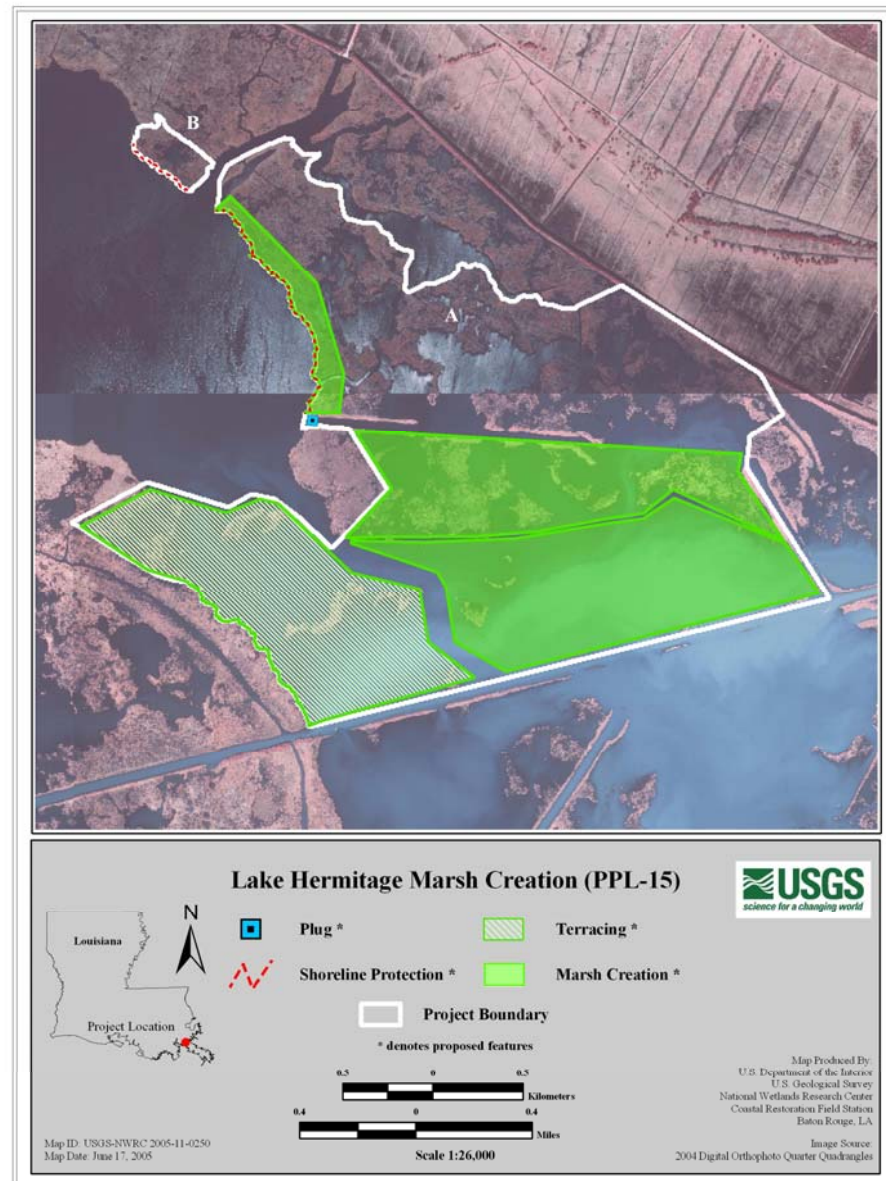 B
A
Lake Hermitage Marsh Creation (PPL-15)
USGS
science for a changing world
N
Louisiana
Project Location
Plug *
Terracing *
Shoreline Protection *
Marsh Creation *
Project Boundary
* denotes proposed features
0.5 0 0.5
Kilometers
0.4 0 0.4
Miles
Scale 1:26,000
Map ID: USGS-NWRC 2005-11-0250
Map Date: June 17, 2005
Map Produced By:
U.S. Department of the Interior
U.S. Geological Survey
National Wetlands Research Center
Coastal Restoration Field Station
Baton Rouge, LA
Image Source:
2004 Digital Orthophoto Quarter Quadrangles